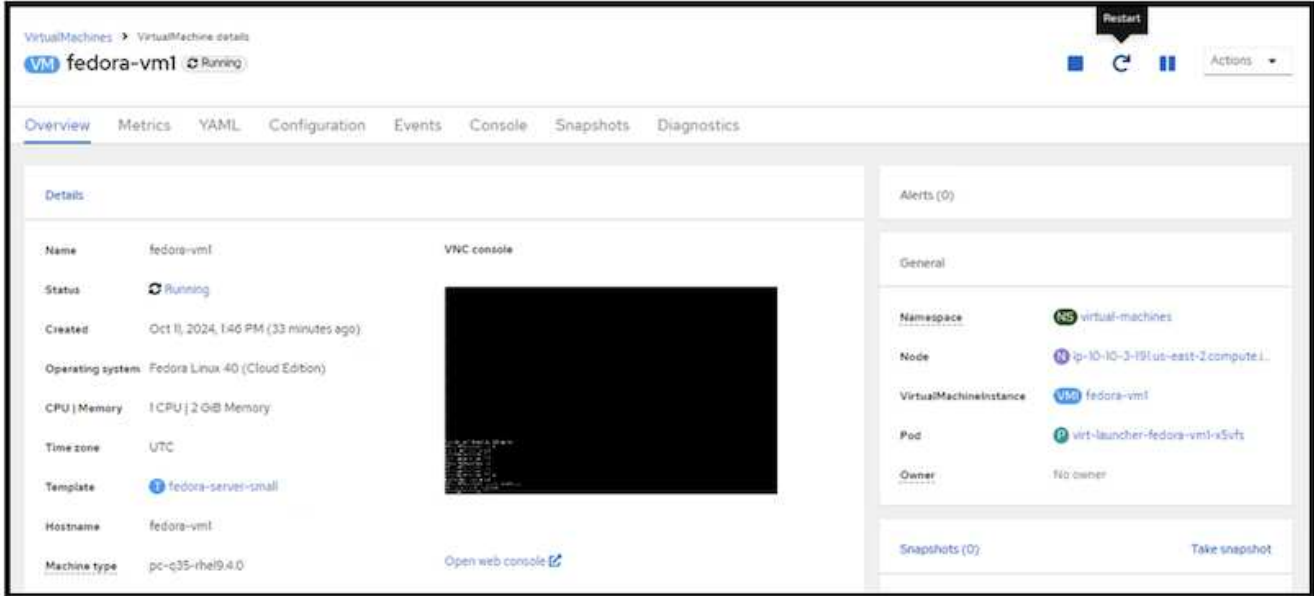 Restart
VirtualMachines > VirtualMachine details
VM fedora-vm1 Running
Actions
Overview Metrics YAML Configuration Events Console Snapshots Diagnostics
Details
Name fedora-vm1
Status Running
Created Oct 11, 2024, 1:46 PM (33 minutes ago)
Operating system Fedora Linux 40 (Cloud Edition)
CPU | Memory 1 CPU | 2 GiB Memory
Time zone UTC
Template T fedora-server-small
Hostname fedora-vm1
Machine type pc-q35-rhel9.4.0
VNC console
Open web console
Alerts (0)
General
Namespace NS virtual-machines
Node N ip-10-10-3-191.us-east-2.compute.i...
VirtualMachineInstance VMI fedora-vm1
Pod P virt-launcher-fedora-vm1-x5vfs
Owner No owner
Snapshots (0) Take snapshot